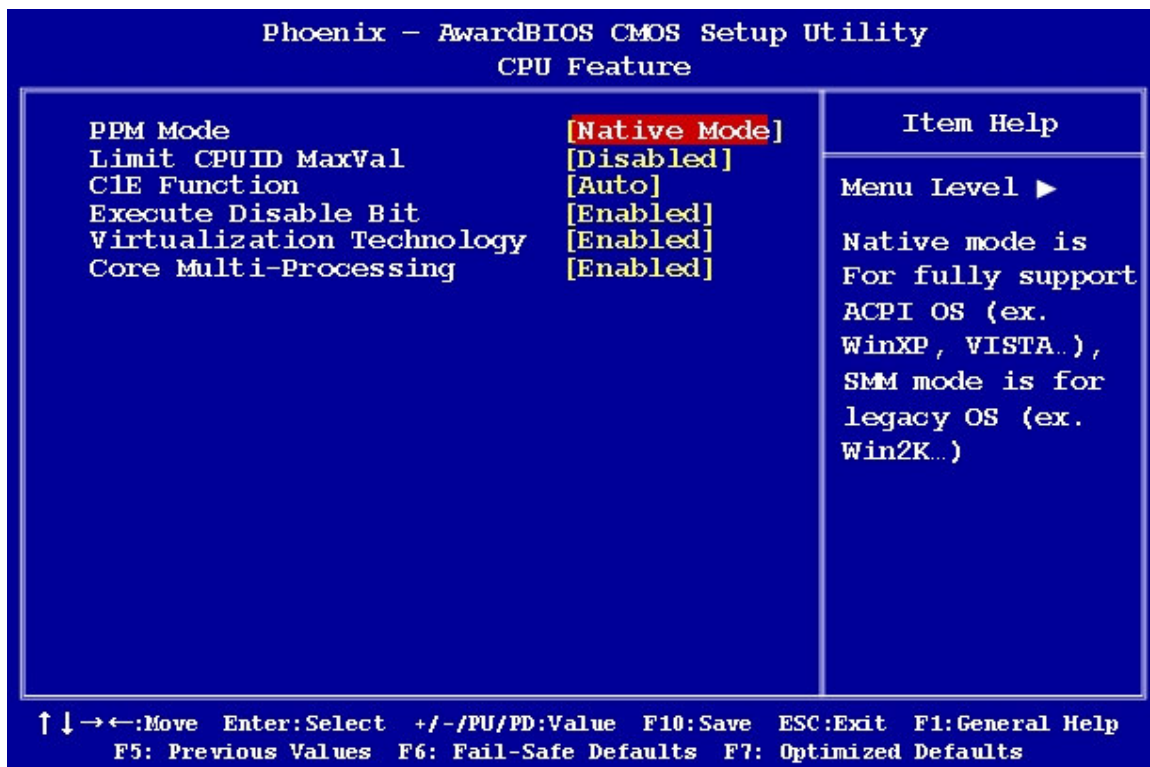 Phoenix – AwardBIOS CMOS Setup Utility
CPU Feature
PPM Mode [Native Mode]
Limit CPUID MaxVal [Disabled]
C1E Function [Auto]
Execute Disable Bit [Enabled]
Virtualization Technology [Enabled]
Core Multi-Processing [Enabled]
Item Help
Menu Level ▶
Native mode is
For fully support
ACPI OS (ex.
WinXP, VISTA..),
SMM mode is for
legacy OS (ex.
Win2K…)
↑↓→←:Move Enter:Select +/-/PU/PD:Value F10:Save ESC:Exit F1:General Help
F5: Previous Values F6: Fail-Safe Defaults F7: Optimized Defaults